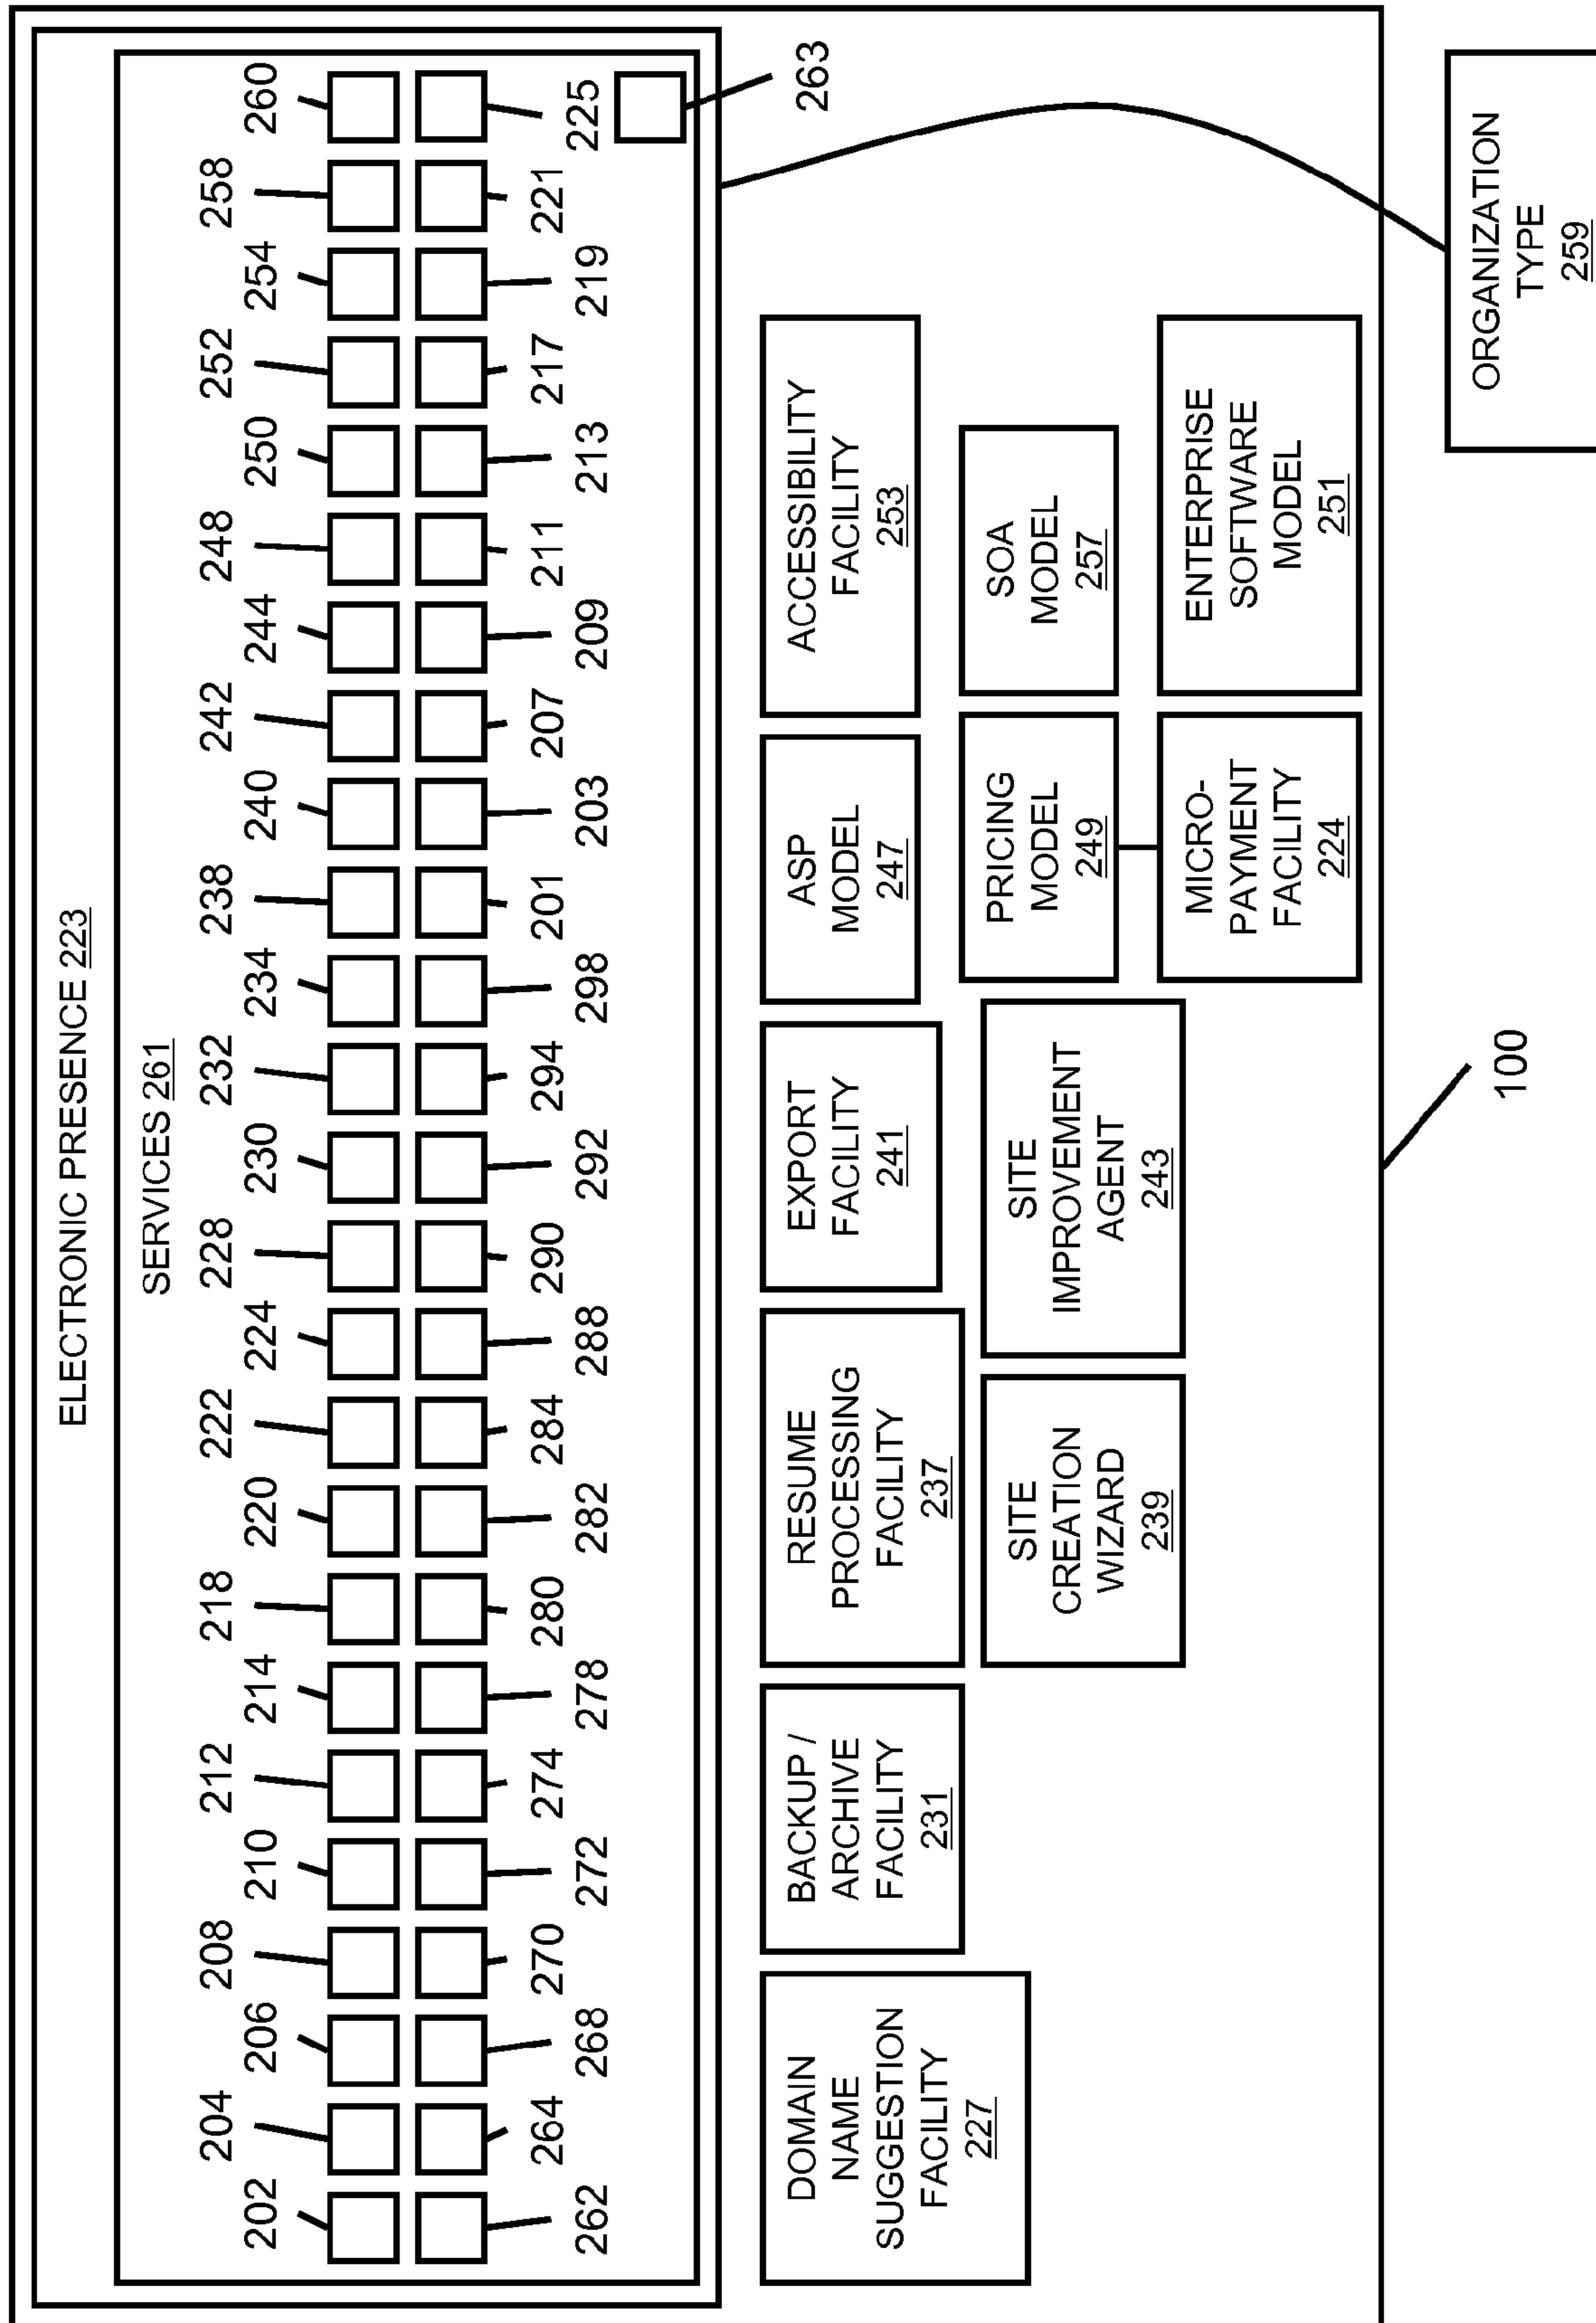 ELECTRONIC PRESENCE 223
SERVICES 261
202
204
206
208
210
212
214
218
220
222
224
228
230
232
234
238
240
242
244
248
250
252
254
258
260
262
264
268
270
272
274
278
280
282
284
288
290
292
294
298
201
203
207
209
211
213
217
219
221
225
263
DOMAIN
NAME
SUGGESTION
FACILITY
227
BACKUP /
ARCHIVE
FACILITY
231
RESUME
PROCESSING
FACILITY
237
EXPORT
FACILITY
241
ASP
MODEL
247
ACCESSIBILITY
FACILITY
253
SITE
CREATION
WIZARD
239
SITE
IMPROVEMENT
AGENT
243
PRICING
MODEL
249
SOA
MODEL
257
MICRO-
PAYMENT
FACILITY
224
ENTERPRISE
SOFTWARE
MODEL
251
100
ORGANIZATION
TYPE
259